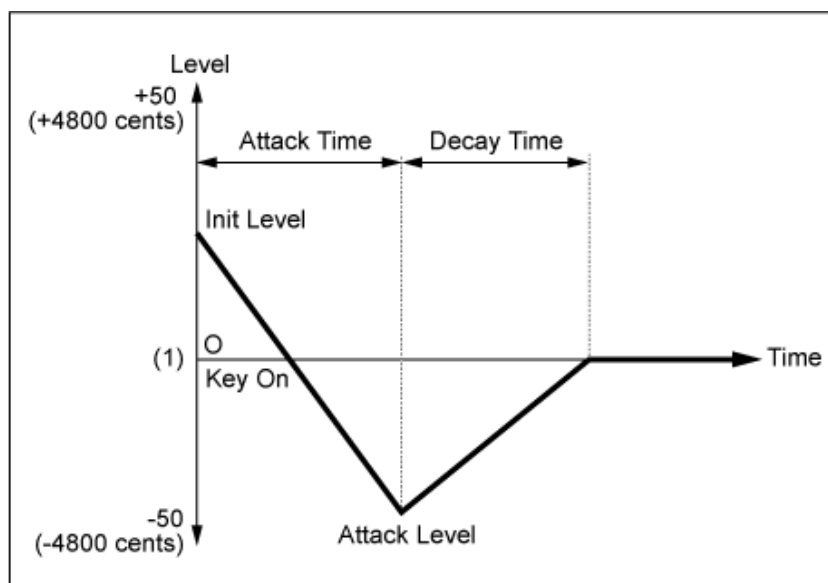 Level
+50
(+4800 cents)
Attack Time
Decay Time
Init Level
O
(1)
Time
Key On
-50
(-4800 cents)
Attack Level